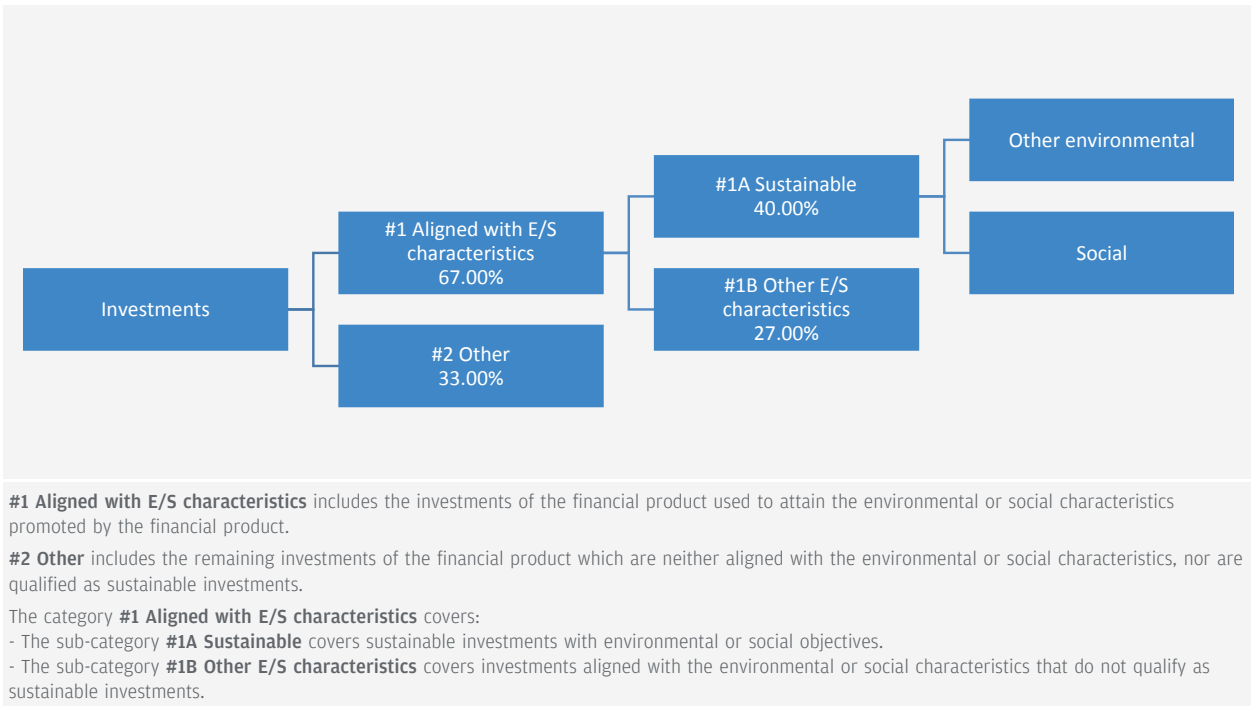 Investments
#1 Aligned with E/S
characteristics
67.00%
#2 Other
33.00%
#1A Sustainable
40.00%
#1B Other E/S
characteristics
27.00%
Other environmental
Social
#1 Aligned with E/S characteristics includes the investments of the financial product used to attain the environmental or social characteristics
promoted by the financial product.
#2 Other includes the remaining investments of the financial product which are neither aligned with the environmental or social characteristics, nor are
qualified as sustainable investments.
The category #1 Aligned with E/S characteristics covers:
- The sub-category #1A Sustainable covers sustainable investments with environmental or social objectives.
- The sub-category #1B Other E/S characteristics covers investments aligned with the environmental or social characteristics that do not qualify as
sustainable investments.